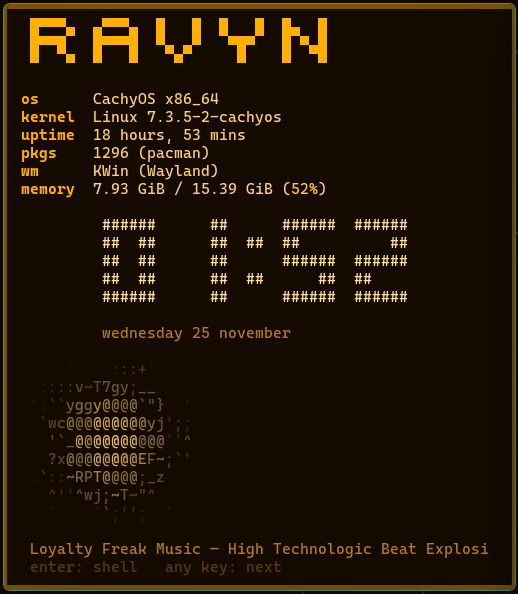 RAVYN
os CachyOS x86_64
kernel Linux 7.3.5-2-cachyos
uptime 18 hours, 53 mins
pkgs 1296 (pacman)
wm KWin (Wayland)
memory 7.93 GiB / 15.39 GiB (52%)
01:52
wednesday 25 november
Loyalty Freak Music — High Technologic Beat Explosi
enter: shell any key: next